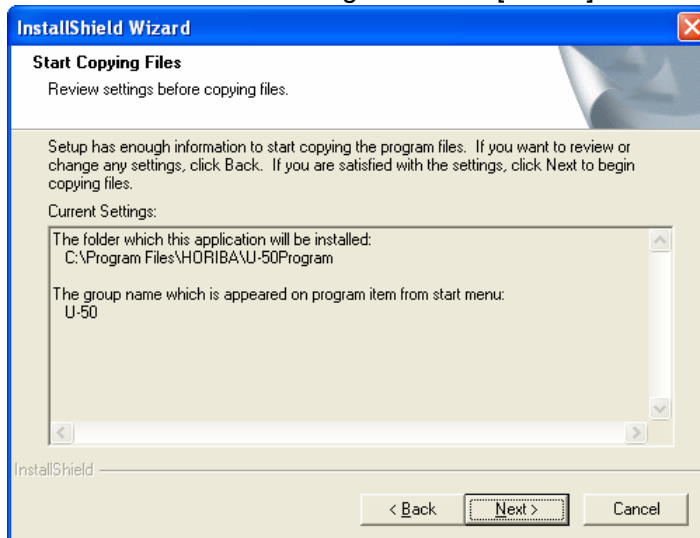 InstallShield Wizard
Start Copying Files
Review settings before copying files.
Setup has enough information to start copying the program files. If you want to review or
change any settings, click Back. If you are satisfied with the settings, click Next to begin
copying files.
Current Settings:
The folder which this application will be installed:
C:\Program Files\HORIBA\U-50Program
The group name which is appeared on program item from start menu:
U-50
InstallShield
< Back
Next >
Cancel